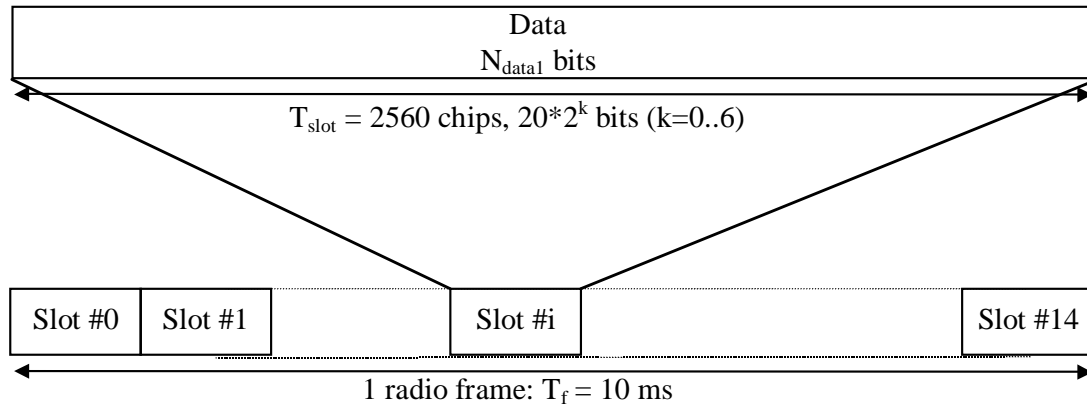 Data
N_data1 bits
T_slot = 2560 chips, 20*2^k bits (k=0..6)
Slot #0 Slot #1 Slot #i Slot #14
1 radio frame: T_f = 10 ms